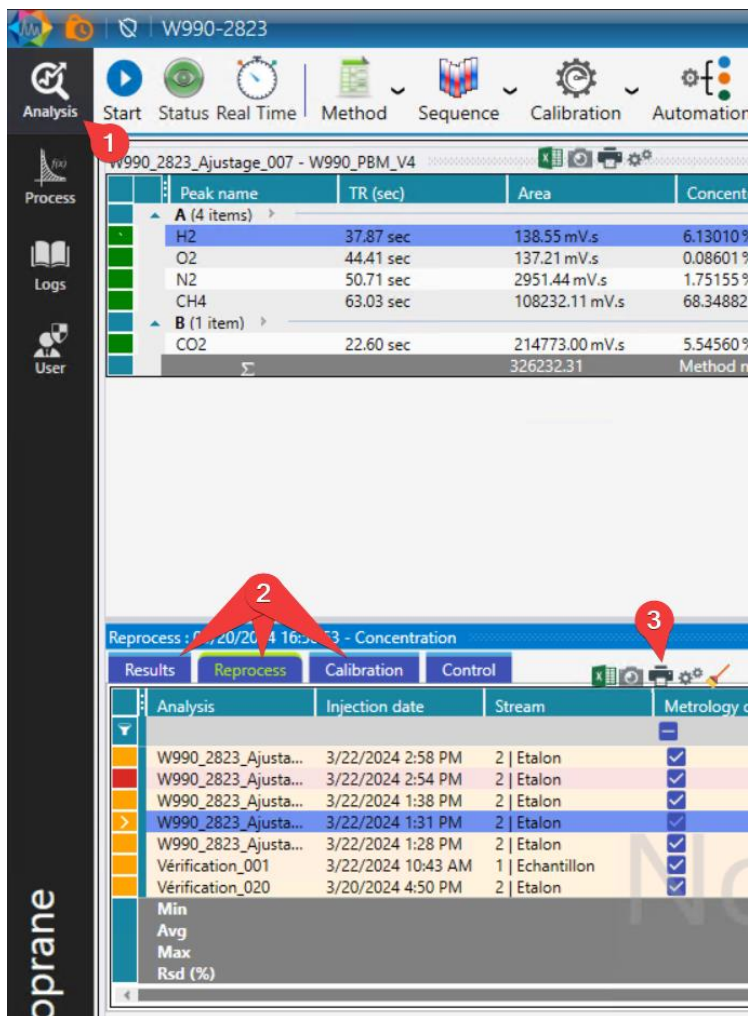 W990-2823
Analysis
Start Status Real Time Method Sequence Calibration Automation
1
W990_2823_Ajustage_007 - W990_PBM_V4
Process
Peak name TR (sec) Area Concent
A (4 items)
H2 37.87 sec 138.55 mV.s 6.13010 %
O2 44.41 sec 137.21 mV.s 0.08601 %
N2 50.71 sec 2951.44 mV.s 1.75155 %
CH4 63.03 sec 108232.11 mV.s 68.34882
B (1 item)
CO2 22.60 sec 214773.00 mV.s 5.54560 %
Σ 326232.31 Method
f(x)
Logs
User
2
3
Reprocess : 16: - Concentration
Results Reprocess Calibration Control
Analysis Injection date Stream Metrology
W990_2823_Ajusta... 3/22/2024 2:58 PM 2 | Etalon
W990_2823_Ajusta... 3/22/2024 2:54 PM 2 | Etalon
W990_2823_Ajusta... 3/22/2024 1:38 PM 2 | Etalon
W990_2823_Ajusta... 3/22/2024 1:31 PM 2 | Etalon
W990_2823_Ajusta... 3/22/2024 1:28 PM 2 | Etalon
Vérification_001 3/22/2024 10:43 AM 1 | Echantillon
Vérification_020 3/20/2024 4:50 PM 2 | Etalon
Min
Avg
Max
Rsd (%)
No
oprane